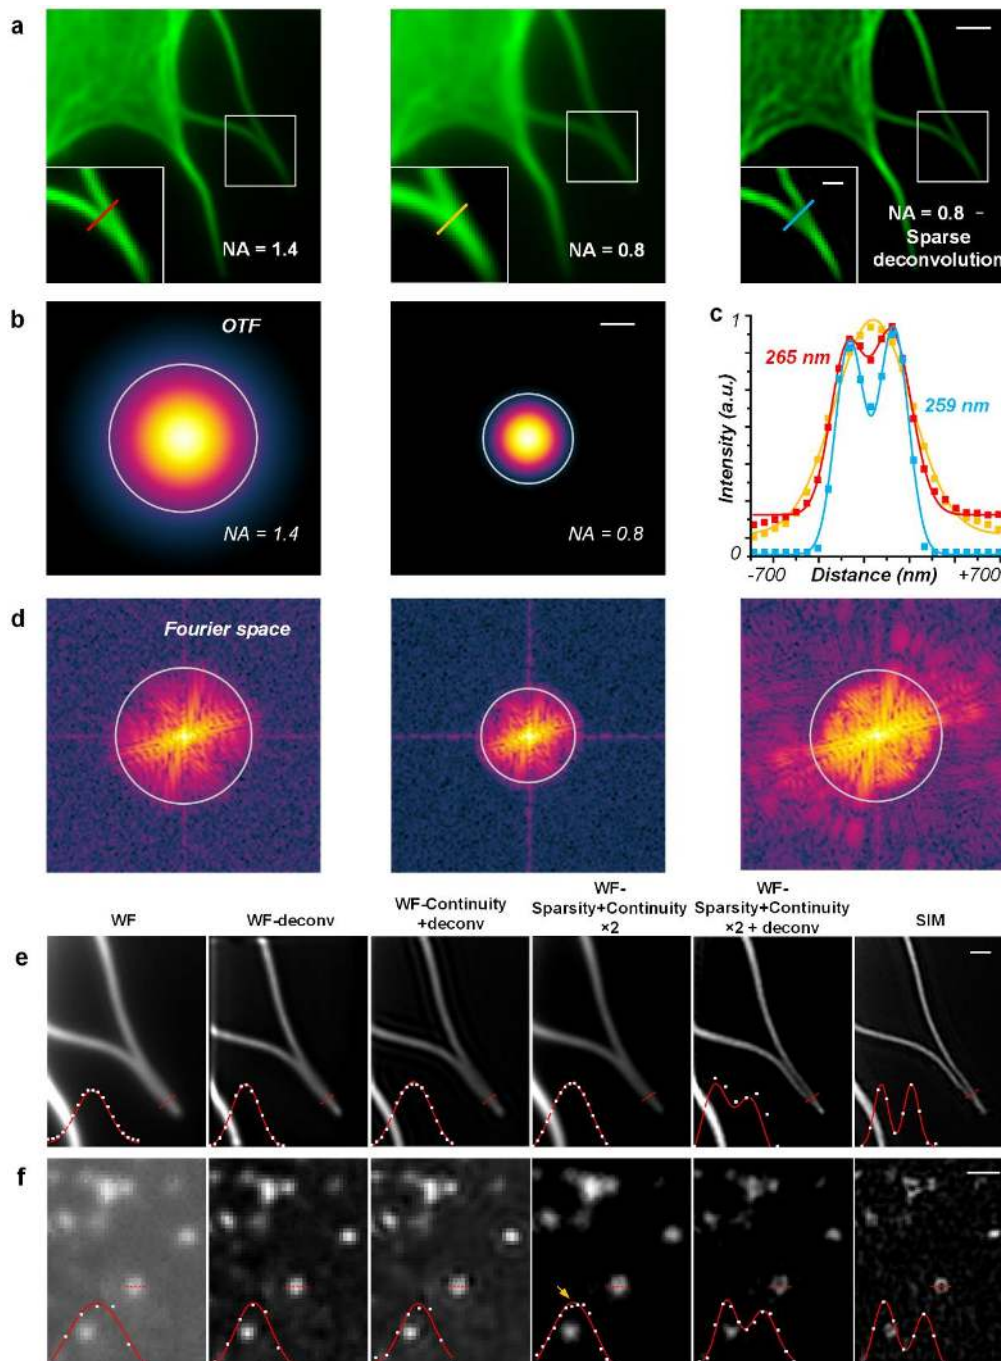 a
NA = 1.4
NA = 0.8
NA = 0.8 -
Sparse
deconvolution
b
OTF
NA = 1.4
NA = 0.8
c
1
265 nm
259 nm
Intensity (a.u.)
0
-700
Distance (nm)
+700
d
Fourier space
WF
WF-deconv
WF-Continuity
+deconv
WF-
Sparsity+Continuity
×2
WF-
Sparsity+Continuity
×2 + deconv
SIM
e
f